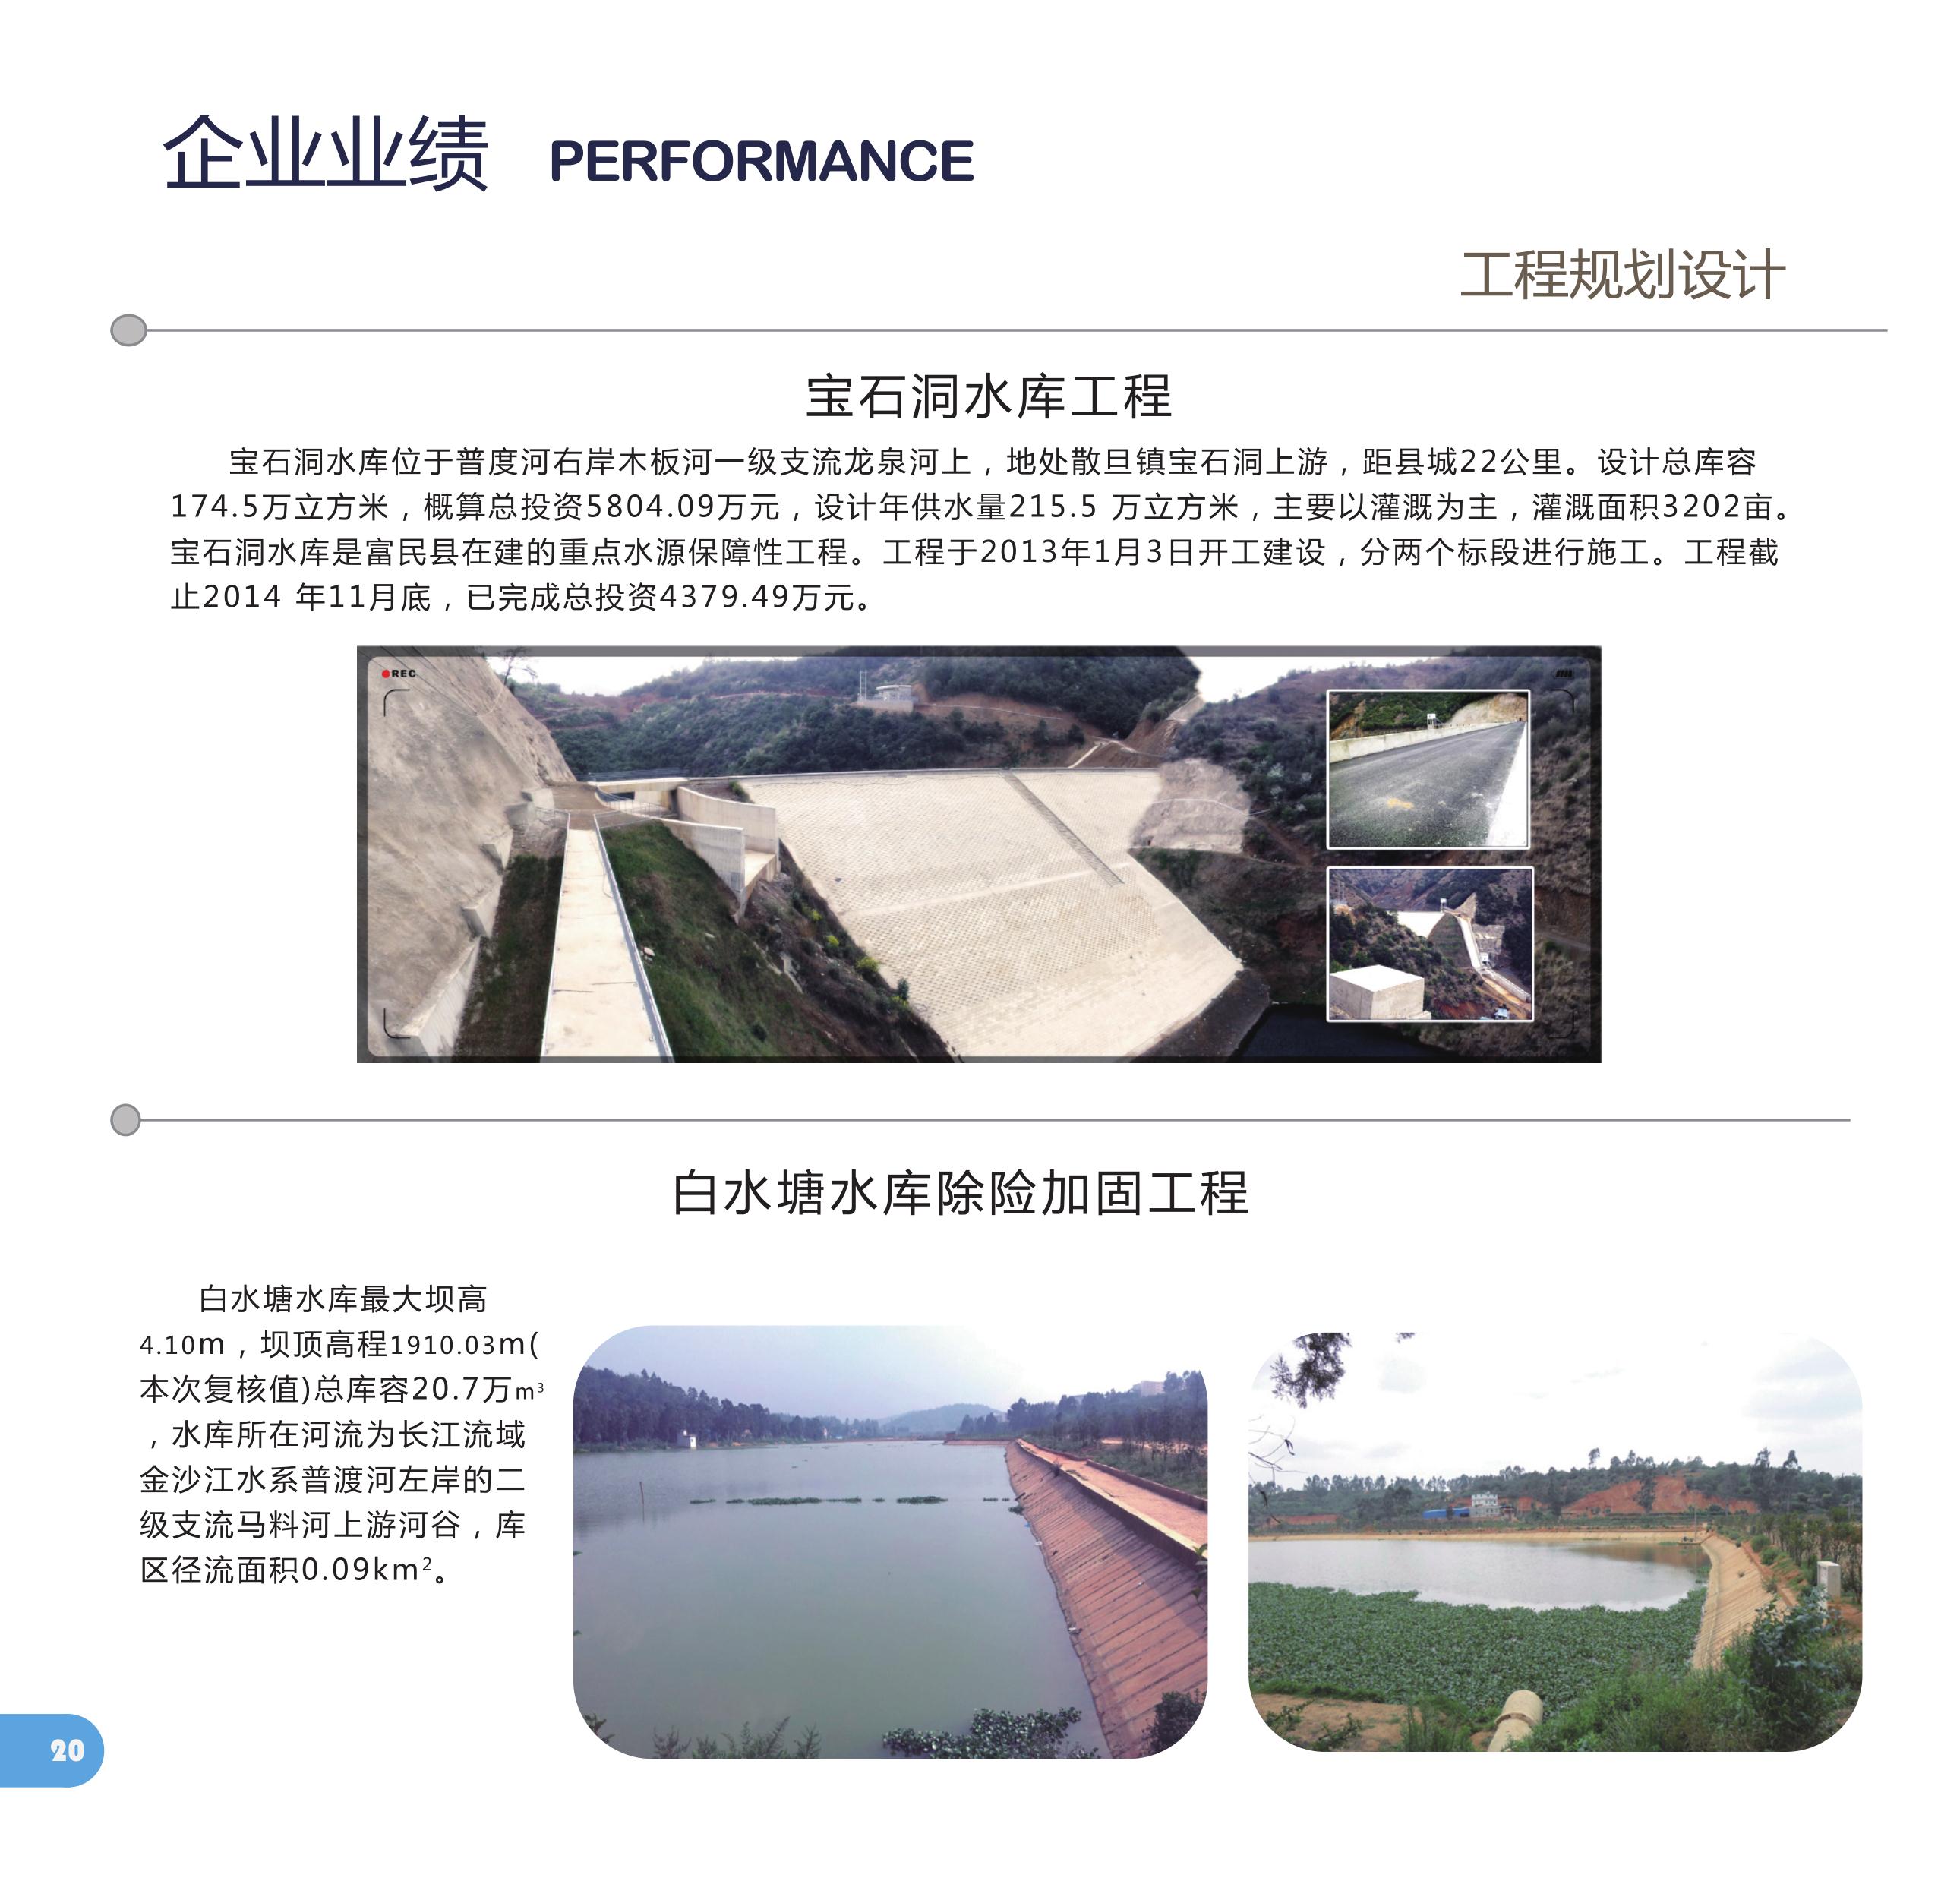 企业业绩 PERFORMANCE
工程规划设计
宝石洞水库工程
宝石洞水库位于普度河右岸木板河一级支流龙泉河上，地处散旦镇宝石洞上游，距县城22公里。设计总库容
174.5万立方米，概算总投资5804.09万元，设计年供水量215.5 万立方米，主要以灌溉为主，灌溉面积3202亩。
宝石洞水库是富民县在建的重点水源保障性工程。工程于2013年1月3日开工建设，分两个标段进行施工。工程截
止2014 年11月底，已完成总投资4379.49万元。
REC
白水塘水库除险加固工程
白水塘水库最大坝高
4.10m，坝顶高程1910.03m(
本次复核值)总库容20.7万m³
，水库所在河流为长江流域
金沙江水系普渡河左岸的二
级支流马料河上游河谷，库
区径流面积0.09km²。
20